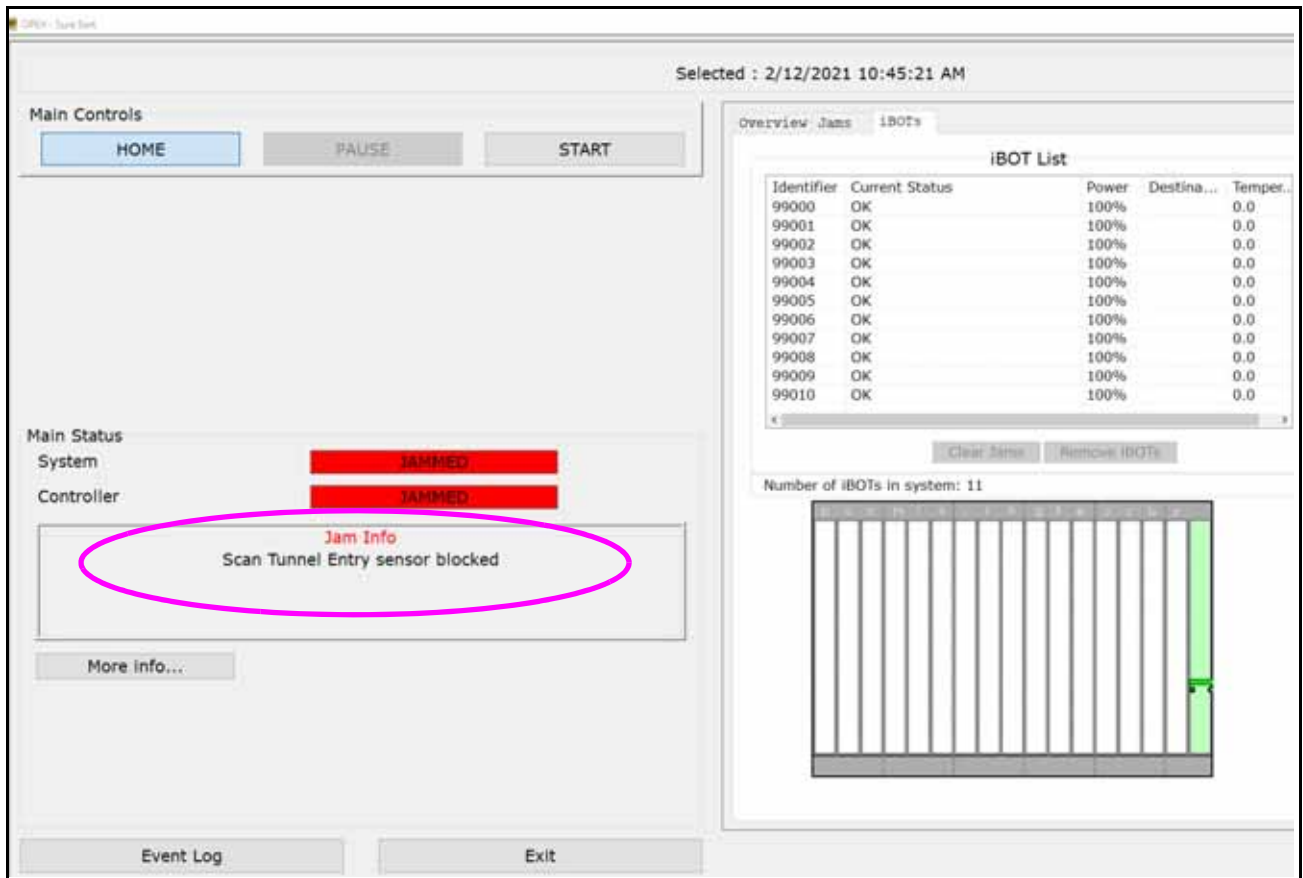 OPEX - Sure Sort
Selected : 2/12/2021 10:45:21 AM
Main Controls
HOME PAUSE START
Main Status
System JAMMED
Controller JAMMED
Jam Info
Scan Tunnel Entry sensor blocked
More info...
Event Log Exit
Overview Jams iBOTs
iBOT List
Identifier Current Status Power Destina... Temper...
99000 OK 100% 0.0
99001 OK 100% 0.0
99002 OK 100% 0.0
99003 OK 100% 0.0
99004 OK 100% 0.0
99005 OK 100% 0.0
99006 OK 100% 0.0
99007 OK 100% 0.0
99008 OK 100% 0.0
99009 OK 100% 0.0
99010 OK 100% 0.0
Clear Jams Remove iBOTs
Number of iBOTs in system: 11